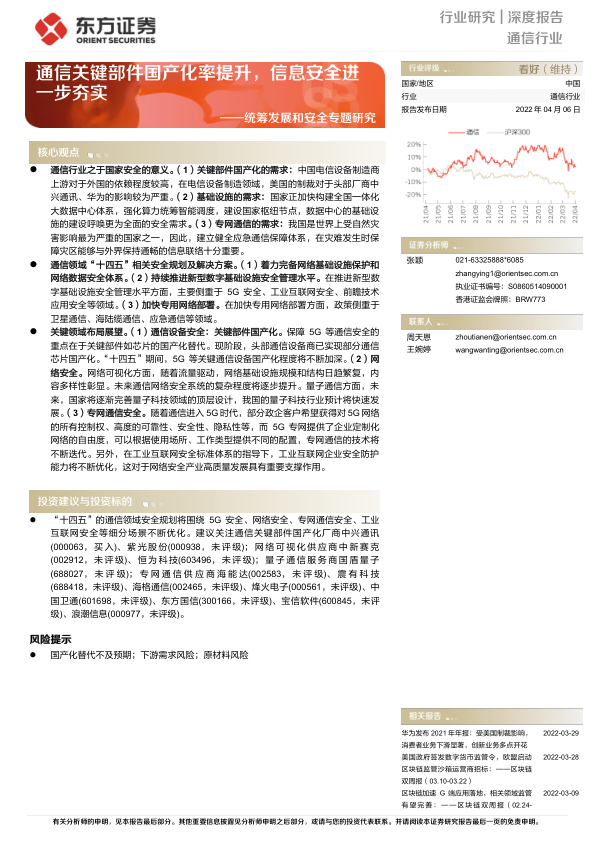 东方证券
ORIENT SECURITIES
行业研究 | 深度报告
通信行业
通信关键部件国产化率提升，信息安全进
一步夯实
——统筹发展和安全专题研究
核心观点
● 通信行业之于国家安全的意义。（1）关键部件国产化的需求：中国电信设备制造商
上游对于外国的依赖程度较高，在电信设备制造领域，美国的制裁对于头部厂商中
兴通讯、华为的影响较为严重。（2）基础设施的需求：国家正加快构建全国一体化
大数据中心体系，强化算力统筹智能调度，建设国家枢纽节点，数据中心的基础设
施的建设呼唤更为全面的安全需求。（3）专网通信的需求：我国是世界上受自然灾
害影响最为严重的国家之一，因此，建立健全应急通信保障体系，在灾难发生时保
障灾区能够与外界保持通畅的信息联络十分重要。
● 通信领域“十四五”相关安全规划及解决方案。（1）着力完备网络基础设施保护和
网络数据安全体系。（2）持续推进新型数字基础设施安全管理水平。在推进新型数
字基础设施安全管理水平方面，主要侧重于 5G 安全、工业互联网安全、前瞻技术
应用安全等领域。（3）加快专用网络部署。在加快专用网络部署方面，政策侧重于
卫星通信、海陆缆通信、应急通信等领域。
● 关键领域布局展望。（1）通信设备安全：关键部件国产化。保障 5G 等通信安全的
重点在于关键部件如芯片的国产化替代。现阶段，头部通信设备商已实现部分通信
芯片国产化。“十四五”期间，5G 等关键通信设备国产化程度将不断加深。（2）网
络安全。网络可视化方面，随着流量驱动，网络基础设施规模和结构日趋繁复，内
容多样性彰显。未来通信网络安全系统的复杂程度将逐步提升。量子通信方面，未
来，国家将逐渐完善量子科技领域的顶层设计，我国的量子科技行业预计将快速发
展。（3）专网通信安全。随着通信进入 5G 时代，部分政企客户希望获得对 5G 网络
的所有控制权、高度的可靠性、安全性、隐私性等，而 5G 专网提供了企业定制化
网络的自由度，可以根据使用场所、工作类型提供不同的配置，专网通信的技术将
不断迭代。另外，在工业互联网安全标准体系的指导下，工业互联网企业安全防护
能力将不断优化，这对于网络安全产业高质量发展具有重要支撑作用。
投资建议与投资标的
● “十四五”的通信领域安全规划将围绕 5G 安全、网络安全、专网通信安全、工业
互联网安全等细分场景不断优化。建议关注通信关键部件国产化厂商中兴通讯
(000063，买入)、紫光股份(000938，未评级)；网络可视化供应商中新赛克
(002912，未评级)、恒为科技(603496，未评级)；量子通信服务商国盾量子
(688027，未评级)；专网通信供应商海能达(002583，未评级)、震有科技
(688418，未评级)、海格通信(002465，未评级)、烽火电子(000561，未评级)、中
国卫通(601698，未评级)、东方国信(300166，未评级)、宝信软件(600845，未评
级)、浪潮信息(000977，未评级)。
风险提示
● 国产化替代不及预期；下游需求风险；原材料风险
行业评级 看好（维持）
国家/地区 中国
行业 通信行业
报告发布日期 2022 年 04 月 06 日
通信 沪深300
20%
10%
0%
-10%
-20%
21/04 21/05 21/06 21/07 21/08 21/09 21/10 21/11 21/12 22/01 22/02 22/03 22/04
证券分析师
张颖 021-63325888*6085
zhangying1@orientsec.com.cn
执业证书编号：S0860514090001
香港证监会牌照：BRW773
联系人
周天恩 zhoutianen@orientsec.com.cn
王婉婷 wangwanting@orientsec.com.cn
相关报告
华为发布 2021 年年报：受美国制裁影响， 2022-03-29
消费者业务下滑显著，创新业务多点开花
美国政府签发数字货币监管令，欧盟启动 2022-03-28
区块链监管沙箱运营商招标：——区块链
双周报（03.10-03.22）
区块链加速 G 端应用落地，相关领域监管 2022-03-09
有望完善：——区块链双周报（02.24-
有关分析师的申明，见本报告最后部分。其他重要信息披露见分析师申明之后部分，或请与您的投资代表联系。并请阅读本证券研究报告最后一页的免责申明。